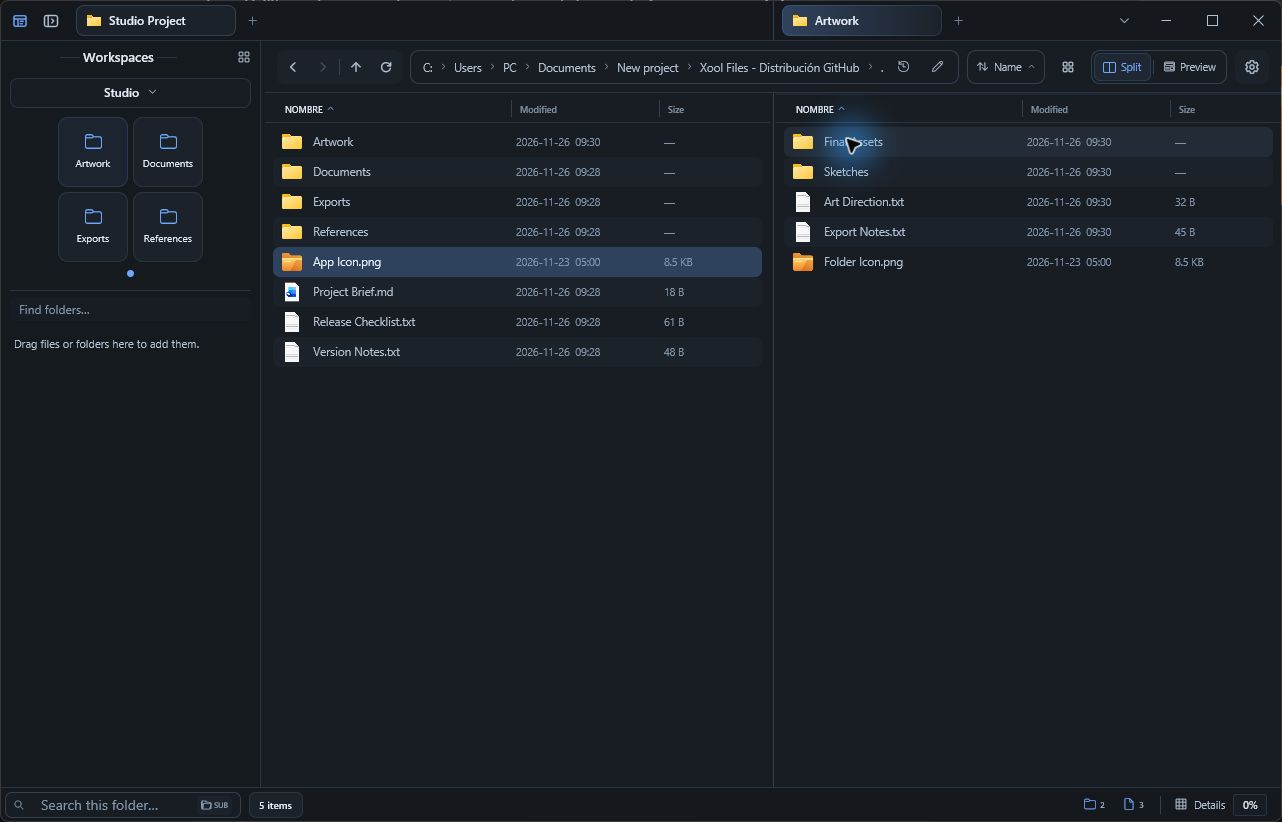 Studio Project
Artwork
Workspaces
Studio
Artwork
Documents
Exports
References
Find folders...
Drag files or folders here to add them.
C: › Users › PC › Documents › New project › Xool Files - Distribución GitHub › .
Name
Split
Preview
NOMBRE Modified Size
Artwork 2026-11-26 09:30 —
Documents 2026-11-26 09:28 —
Exports 2026-11-26 09:28 —
References 2026-11-26 09:28 —
App Icon.png 2026-11-23 05:00 8.5 KB
Project Brief.md 2026-11-26 09:28 18 B
Release Checklist.txt 2026-11-26 09:28 61 B
Version Notes.txt 2026-11-26 09:28 48 B
NOMBRE Modified Size
2026-11-26 09:30 —
Sketches 2026-11-26 09:30 —
Art Direction.txt 2026-11-26 09:30 32 B
Export Notes.txt 2026-11-26 09:30 45 B
Folder Icon.png 2026-11-23 05:00 8.5 KB
Search this folder...
SUB
5 items
2
3
Details
0%